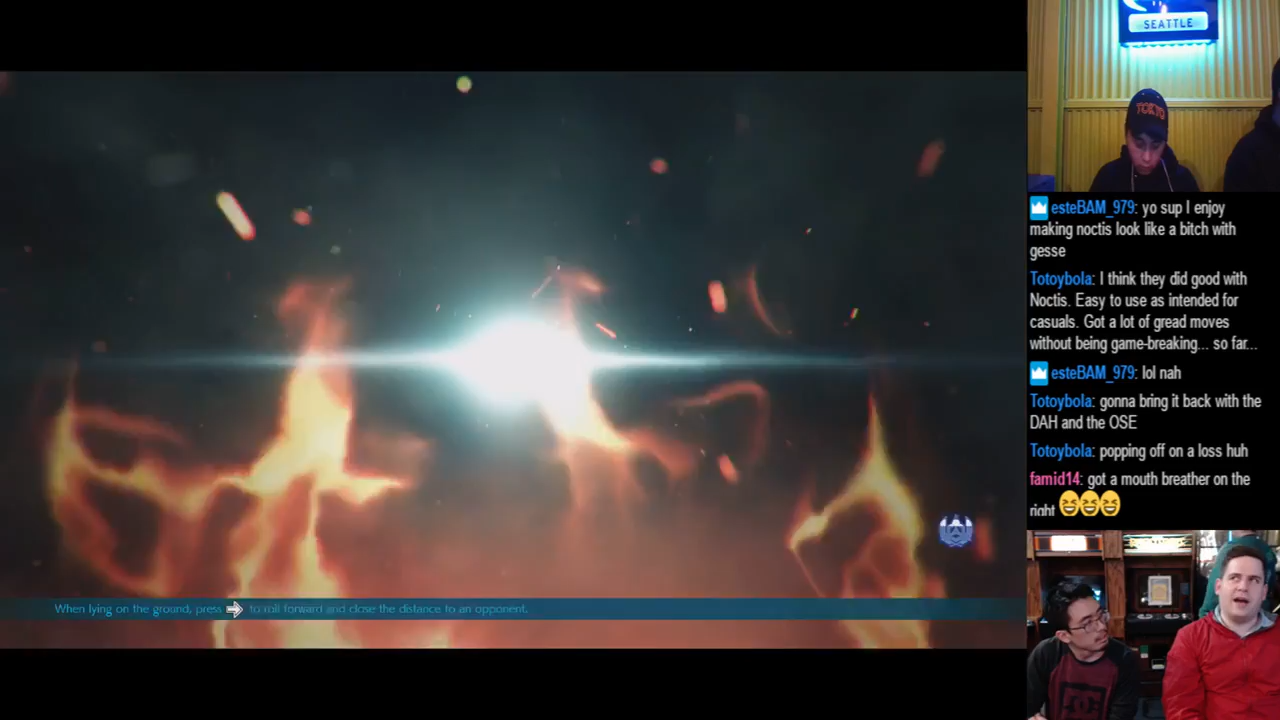 SEATTLE
TOKYO
esteBAM_979: yo sup I enjoy
making noctis look like a bitch with
gesse
Totoybola: I think they did good with
Noctis. Easy to use as intended for
casuals. Got a lot of gread moves
without being game-breaking... so far...
esteBAM_979: lol nah
Totoybola: gonna bring it back with the
DAH and the OSE
Totoybola: popping off on a loss huh
famid14: got a mouth breather on the
right 😆😆😆
When lying on the ground, press ➡ to roll forward and close the distance to an opponent.
DC